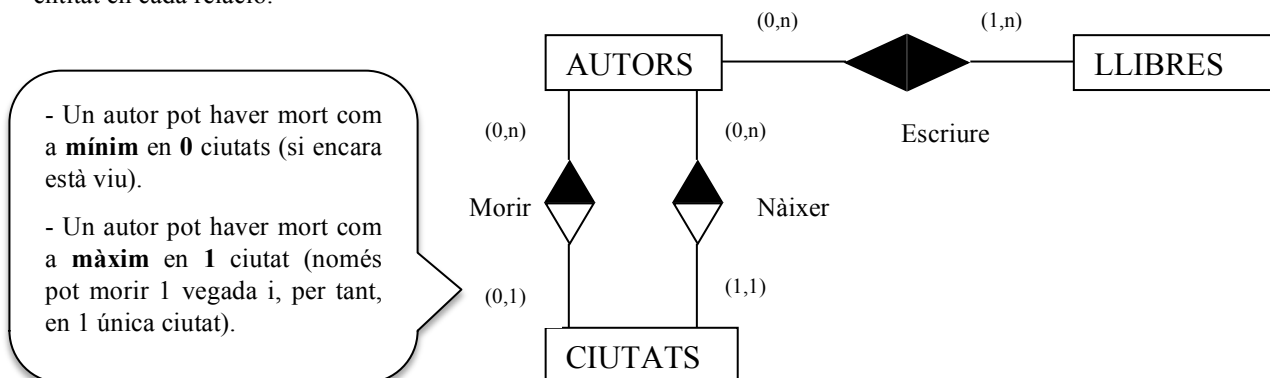 entitat en cada relació.
(0,n)
(1,n)
AUTORS
LLIBRES
- Un autor pot haver mort com
a mínim en 0 ciutats (si encara
està viu).
- Un autor pot haver mort com
a màxim en 1 ciutat (només
pot morir 1 vegada i, per tant,
en 1 única ciutat).
(0,n)
(0,n)
Escriure
Morir
Nàixer
(0,1)
(1,1)
CIUTATS